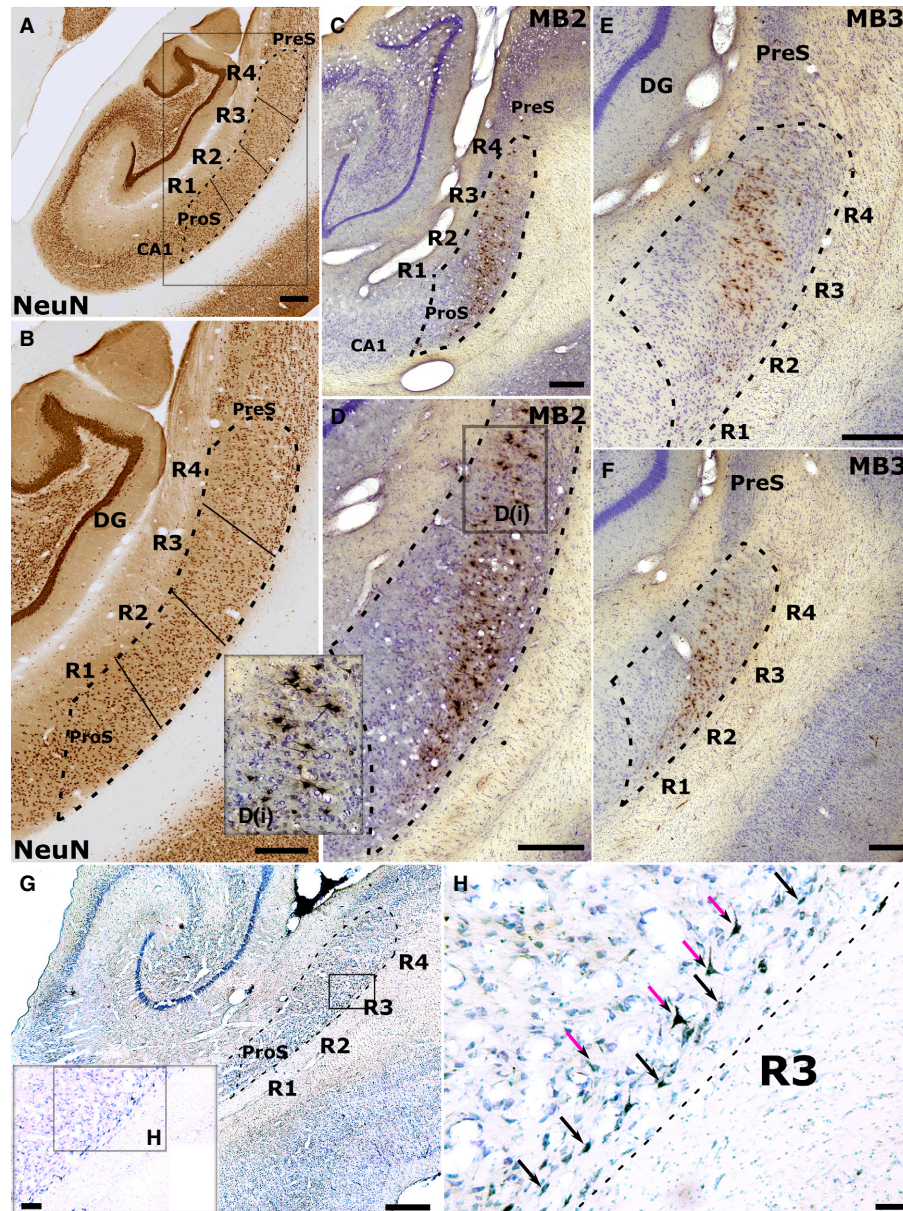 A
PreS
R4
R3
R2
R1
ProS
CA1
NeuN
B
PreS
R4
DG
R3
R2
R1
ProS
NeuN
C
MB2
PreS
R4
R3
R2
R1
ProS
CA1
D
MB2
D(i)
D(i)
E
MB3
PreS
DG
R4
R3
R2
R1
F
MB3
PreS
R4
R3
R2
R1
G
R4
R3
R2
ProS
R1
H
H
R3